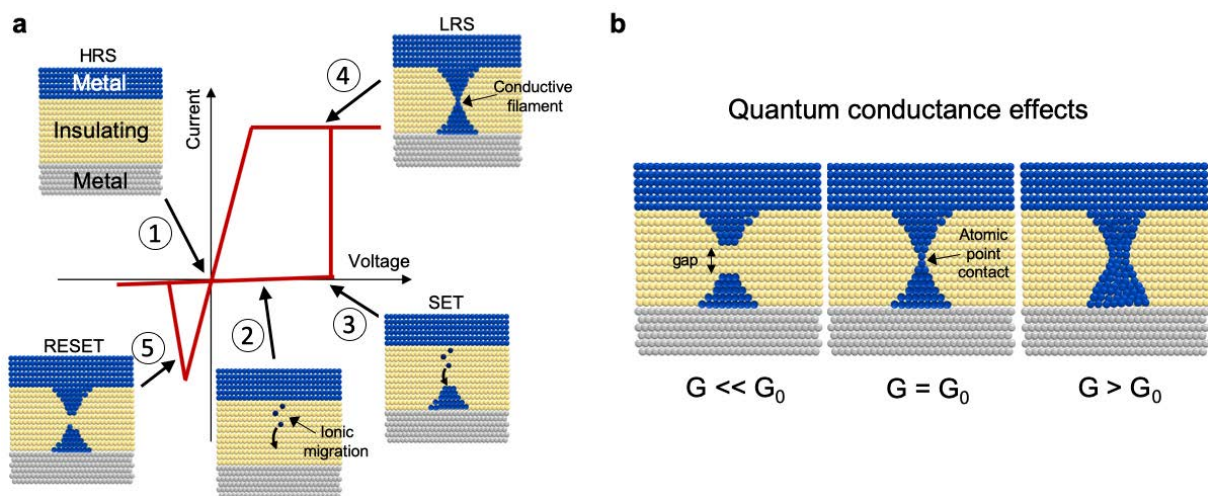 a
HRS
Metal
Insulating
Metal
1
Current
4
LRS
Conductive
filament
Voltage
RESET
5
2
Ionic
migration
3
SET
b
Quantum conductance effects
gap
Atomic
point
contact
G << G₀
G = G₀
G > G₀